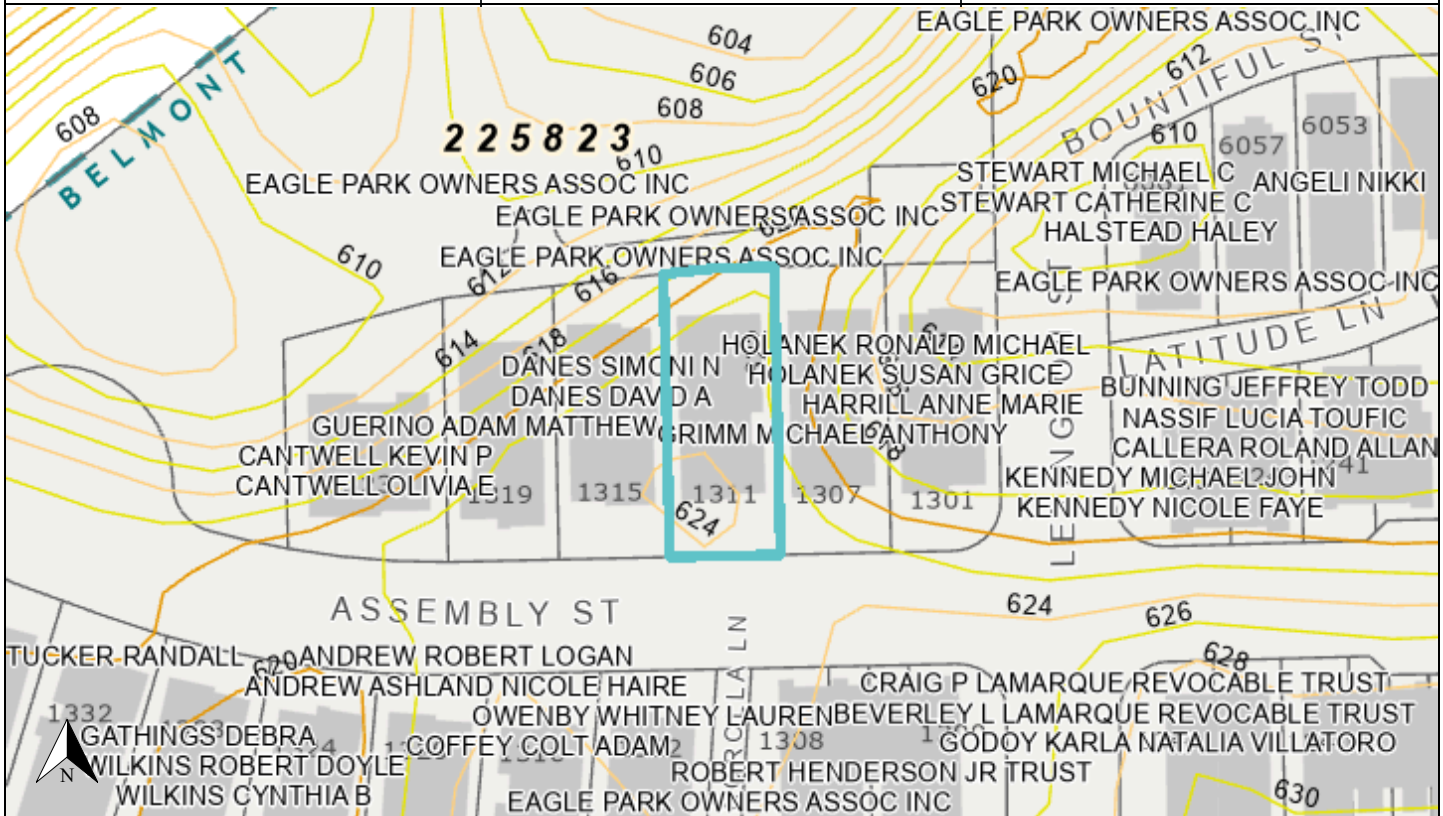 EAGLE PARK OWNERS ASSOC INC
604
BOUNTIFUL ST
612
606
620
608
608
BELMONT
225823
610
610
6053
6057
STEWART MICHAEL C
EAGLE PARK OWNERS ASSOC INC
ANGELI NIKKI
STEWART CATHERINE C
EAGLE PARK OWNERS ASSOC INC
HALSTEAD HALEY
EAGLE PARK OWNERS ASSOC INC
610
612
616
EAGLE PARK OWNERS ASSOC INC
LATITUDE LN
614
618
HOLANEK RONALD MICHAEL
DANES SIMONI N
HOLANEK SUSAN GRICE
BUNNING JEFFREY TODD
DANES DAVID A
HARRILL ANNE MARIE
NASSIF LUCIA TOUFIC
GUERINO ADAM MATTHEW
GRIMM MICHAEL ANTHONY
618
CALLERA ROLAND ALLAN
CANTWELL KEVIN P
KENNEDY MICHAEL JOHN
CANTWELL OLIVIA E
1319
1315
1311
1307
1301
KENNEDY NICOLE FAYE
624
ASSEMBLY ST
624
626
628
TUCKER RANDALL
620
ANDREW ROBERT LOGAN
ANDREW ASHLAND NICOLE HAIRE
CRAIG P LAMARQUE REVOCABLE TRUST
1332
OWENBY WHITNEY LAUREN
BEVERLEY L LAMARQUE REVOCABLE TRUST
GATHINGS DEBRA
COFFEY COLT ADAM
1308
GODOY KARLA NATALIA VILLATORO
WILKINS ROBERT DOYLE
ROBERT HENDERSON JR TRUST
N
WILKINS CYNTHIA B
EAGLE PARK OWNERS ASSOC INC
630